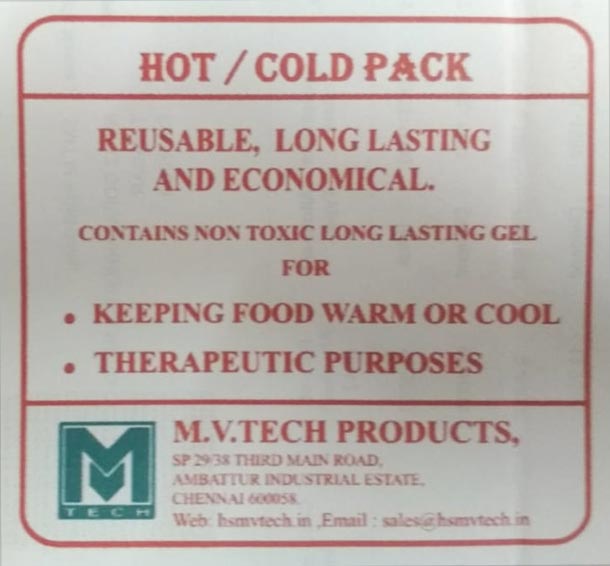 HOT / COLD PACK
REUSABLE, LONG LASTING
AND ECONOMICAL.
CONTAINS NON TOXIC LONG LASTING GEL
FOR
• KEEPING FOOD WARM OR COOL
• THERAPEUTIC PURPOSES
M
TECH
M.V.TECH PRODUCTS,
SP 29/38 THIRD MAIN ROAD,
AMBATTUR INDUSTRIAL ESTATE,
CHENNAI 600058.
Web: hsmvtech.in ,Email : sales@hsmvtech.in